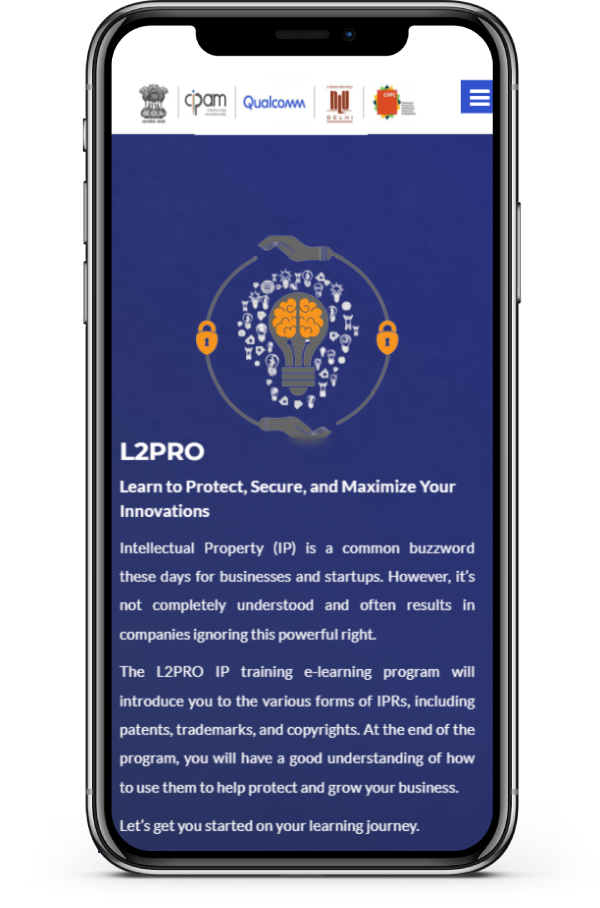 cipam
Qualcomm
NLU
DELHI
CIIPC
L2PRO
Learn to Protect, Secure, and Maximize Your
Innovations
Intellectual Property (IP) is a common buzzword
these days for businesses and startups. However, it's
not completely understood and often results in
companies ignoring this powerful right.
The L2PRO IP training e-learning program will
introduce you to the various forms of IPRs, including
patents, trademarks, and copyrights. At the end of the
program, you will have a good understanding of how
to use them to help protect and grow your business.
Let's get you started on your learning journey.